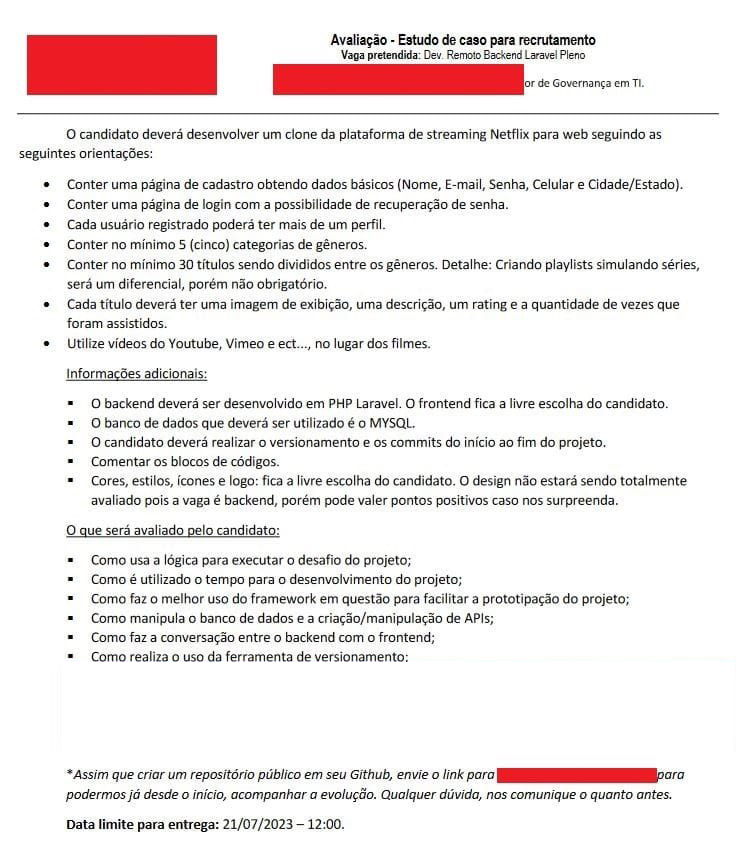 Avaliação - Estudo de caso para recrutamento
Vaga pretendida: Dev. Remoto Backend Laravel Pleno
or de Governança em TI.
O candidato deverá desenvolver um clone da plataforma de streaming Netflix para web seguindo as
seguintes orientações:
• Conter uma página de cadastro obtendo dados básicos (Nome, E-mail, Senha, Celular e Cidade/Estado).
• Conter uma página de login com a possibilidade de recuperação de senha.
• Cada usuário registrado poderá ter mais de um perfil.
• Conter no mínimo 5 (cinco) categorias de gêneros.
• Conter no mínimo 30 títulos sendo divididos entre os gêneros. Detalhe: Criando playlists simulando séries,
será um diferencial, porém não obrigatório.
• Cada título deverá ter uma imagem de exibição, uma descrição, um rating e a quantidade de vezes que
foram assistidos.
• Utilize vídeos do Youtube, Vimeo e ect..., no lugar dos filmes.
Informações adicionais:
▪ O backend deverá ser desenvolvido em PHP Laravel. O frontend fica a livre escolha do candidato.
▪ O banco de dados que deverá ser utilizado é o MYSQL.
▪ O candidato deverá realizar o versionamento e os commits do início ao fim do projeto.
▪ Comentar os blocos de códigos.
▪ Cores, estilos, ícones e logo: fica a livre escolha do candidato. O design não estará sendo totalmente
avaliado pois a vaga é backend, porém pode valer pontos positivos caso nos surpreenda.
O que será avaliado pelo candidato:
▪ Como usa a lógica para executar o desafio do projeto;
▪ Como é utilizado o tempo para o desenvolvimento do projeto;
▪ Como faz o melhor uso do framework em questão para facilitar a prototipação do projeto;
▪ Como manipula o banco de dados e a criação/manipulação de APIs;
▪ Como faz a conversação entre o backend com o frontend;
▪ Como realiza o uso da ferramenta de versionamento;
*Assim que criar um repositório público em seu Github, envie o link para para
podermos já desde o início, acompanhar a evolução. Qualquer dúvida, nos comunique o quanto antes.
Data limite para entrega: 21/07/2023 – 12:00.